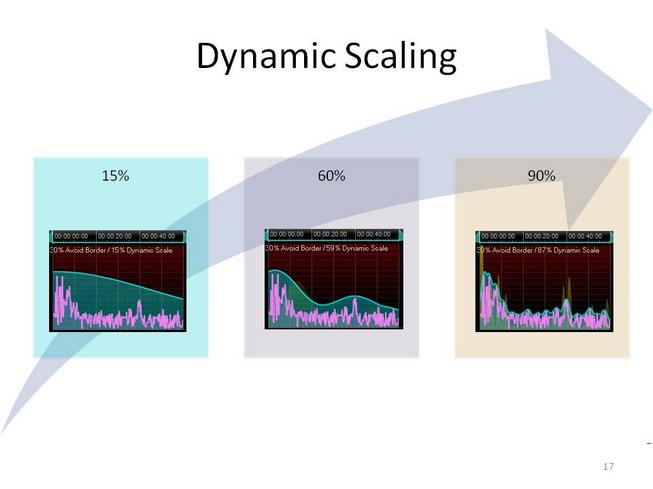 Dynamic Scaling
15%
60%
90%
00:00:00:00 00:00:20:00 00:00:40:00
30% Avoid Border / 15% Dynamic Scale
00:00:00:00 00:00:20:00 00:00:40:00
30% Avoid Border / 59% Dynamic Scale
00:00:00:00 00:00:20:00 00:00:40:00
30% Avoid Border / 87% Dynamic Scale
17